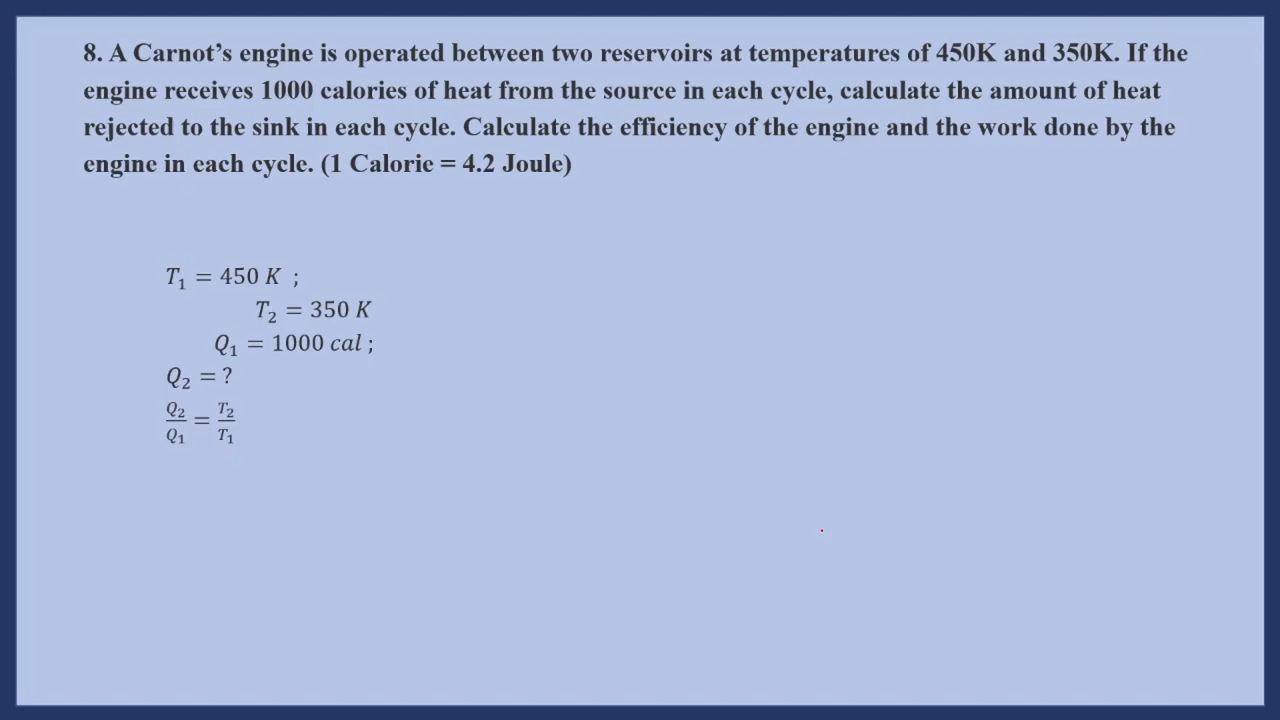 8. A Carnot’s engine is operated between two reservoirs at temperatures of 450K and 350K. If the
engine receives 1000 calories of heat from the source in each cycle, calculate the amount of heat
rejected to the sink in each cycle. Calculate the efficiency of the engine and the work done by the
engine in each cycle. (1 Calorie = 4.2 Joule)
T₁ = 450 K ;
T₂ = 350 K
Q₁ = 1000 cal ;
Q₂ = ?
Q₂/Q₁ = T₂/T₁